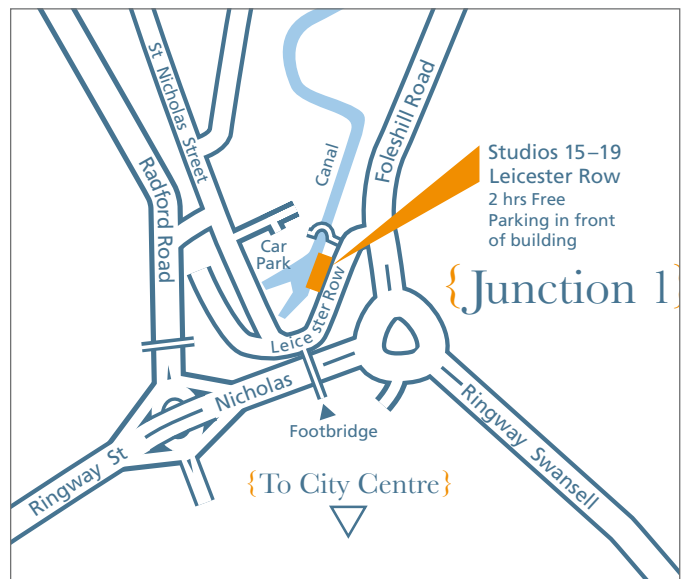 St Nicholas Street
Radford Road
Canal
Foleshill Road
Studios 15–19
Leicester Row
2 hrs Free
Parking in front
of building
Car
Park
{Junction 1}
Leicester Row
Ringway St
Nicholas
Footbridge
Ringway Swansell
{To City Centre}